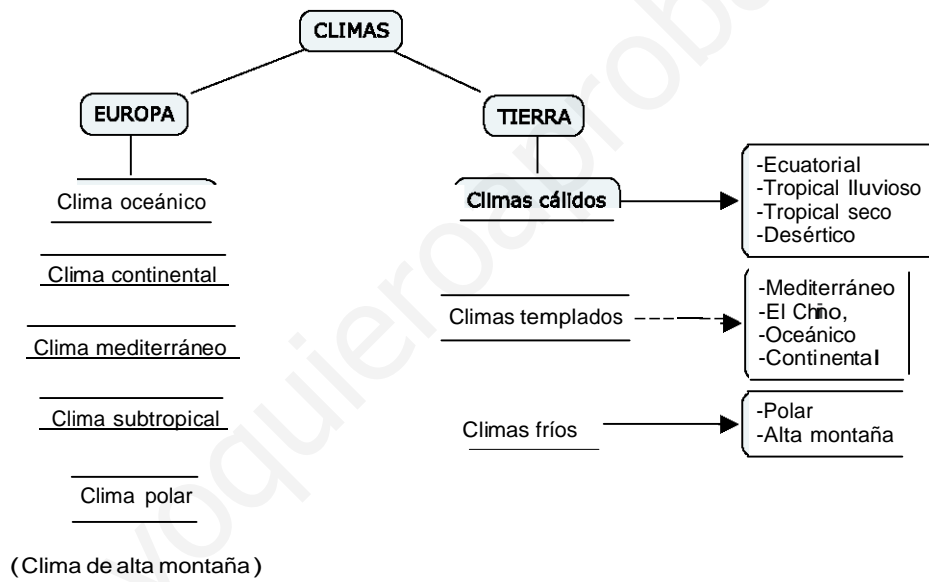 CLIMAS
EUROPA
Clima oceánico
Clima continental
Clima mediterráneo
Clima subtropical
Clima polar
(Clima de alta montaña)
TIERRA
Climas cálidos
-Ecuatorial
-Tropical lluvioso
-Tropical seco
-Desértico
Climas templados
-Mediterráneo
-El Chino,
-Oceánico
-Continental
Climas fríos
-Polar
-Alta montaña
yoquieroaproba